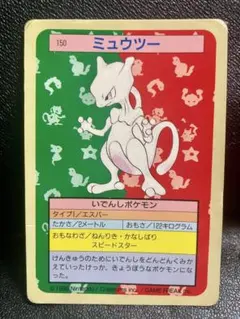 150
ミュウツー
いでんしポケモン
タイプ/エスパー
たかさ/2メートル おもさ/122キログラム
おもなわざ/ねんりき・かなしばり
スピードスター
けんきゅうのためにいでんしをどんどんくみか
えていったけっか、きょうぼうなポケモンにな
った。